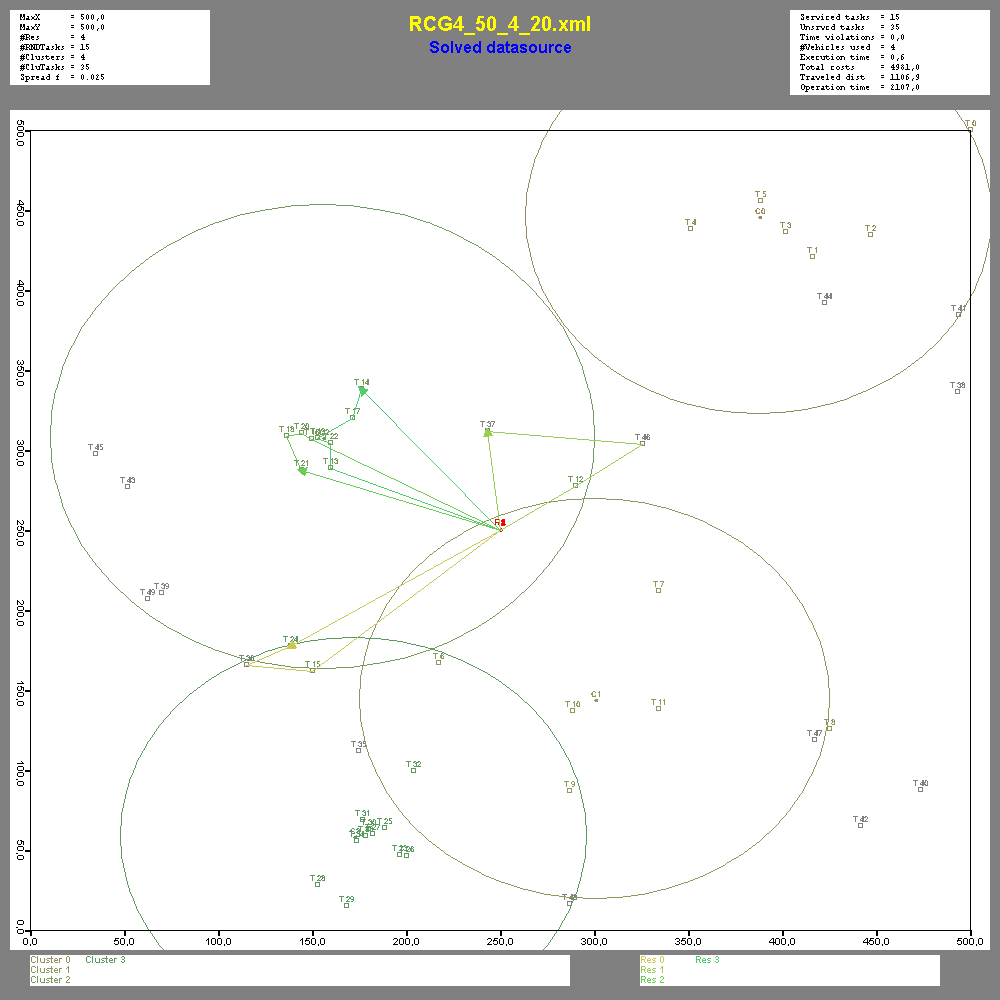 MaxX = 500,0
MaxY = 500,0
#Res = 4
#RNDTasks = 15
#Clusters = 4
#CluTasks = 35
Spread f = 0.025
RCG4_50_4_20.xml
Solved datasource
Serviced tasks = 15
Unsrvcd tasks = 35
Time violations = 0,0
#Vehicles used = 4
Execution time = 0,6
Total costs = 4981,0
Traveled dist = 1106,9
Operation time = 2107,0
500,0
450,0
400,0
350,0
300,0
250,0
200,0
150,0
100,0
50,0
0,0
T 0
T 5
C0
T 4
T 3
T 2
T 1
T 44
T 41
T 38
T 14
T 17
T 18
T 20
T 22
T 37
T 46
T 45
T 21
T 13
T 12
T 43
T 39
T 49
T 7
T 24
T 36
T 15
T 6
C1
T 10
T 11
T 8
T 47
T 35
T 32
T 9
T 40
T 31
T 25
T 42
T 26
T 28
T 29
T 48
0,0 50,0 100,0 150,0 200,0 250,0 300,0 350,0 400,0 450,0 500,0
Cluster 0 Cluster 3
Cluster 1
Cluster 2
Res 0 Res 3
Res 1
Res 2